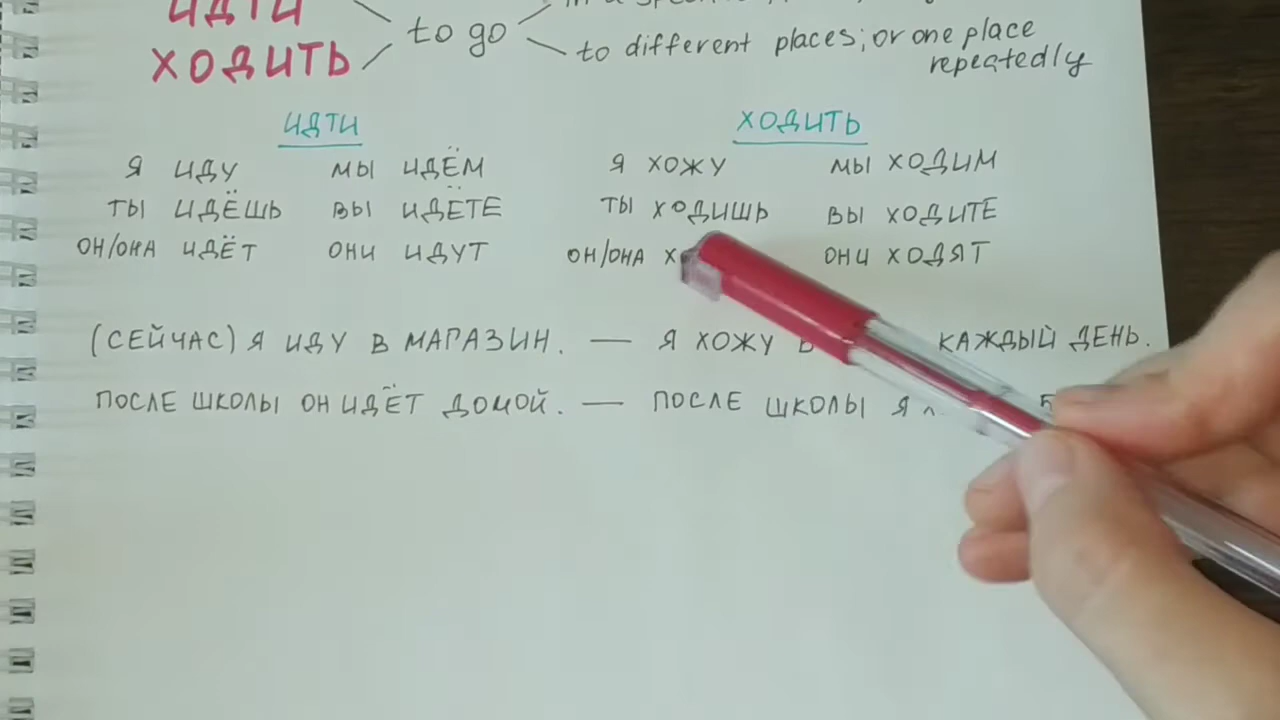 ИДТИ
ХОДИТЬ to go to different places; or one place
repeatedly
ИДТИ ХОДИТЬ
Я ИДУ МЫ ИДЁМ Я ХОЖУ МЫ ХОДИМ
ТЫ ИДЁШЬ ВЫ ИДЁТЕ ТЫ ХОДИШЬ ВЫ ХОДИТЕ
ОН/ОНА ИДЁТ ОНИ ИДУТ ОН/ОНА ОНИ ХОДЯТ
(СЕЙЧАС) Я ИДУ В МАГАЗИН. — Я ХОЖУ В КАЖДЫЙ ДЕНЬ.
ПОСЛЕ ШКОЛЫ ОН ИДЁТ ДОМОЙ. — ПОСЛЕ ШКОЛЫ Я